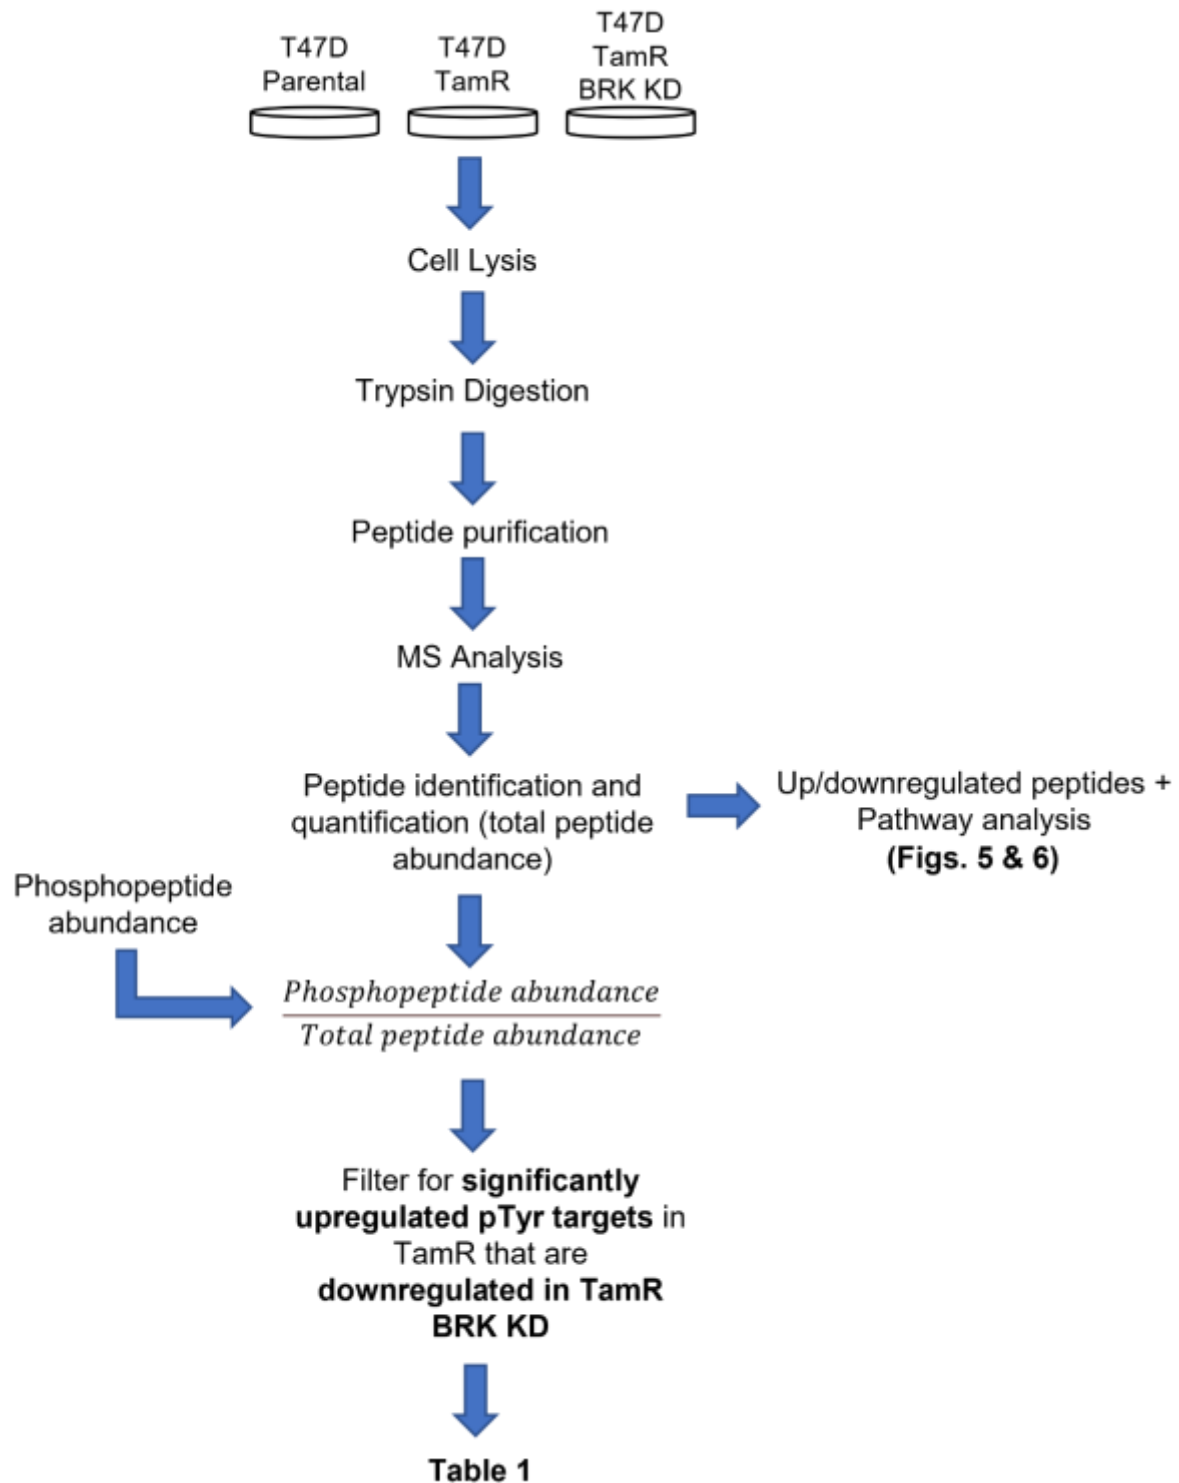 T47D
Parental
T47D
TamR
T47D
TamR
BRK KD
Cell Lysis
Trypsin Digestion
Peptide purification
MS Analysis
Peptide identification and
quantification (total peptide
abundance)
Up/downregulated peptides +
Pathway analysis
(Figs. 5 & 6)
Phosphopeptide
abundance
Phosphopeptide abundance
Total peptide abundance
Filter for significantly
upregulated pTyr targets in
TamR that are
downregulated in TamR
BRK KD
Table 1